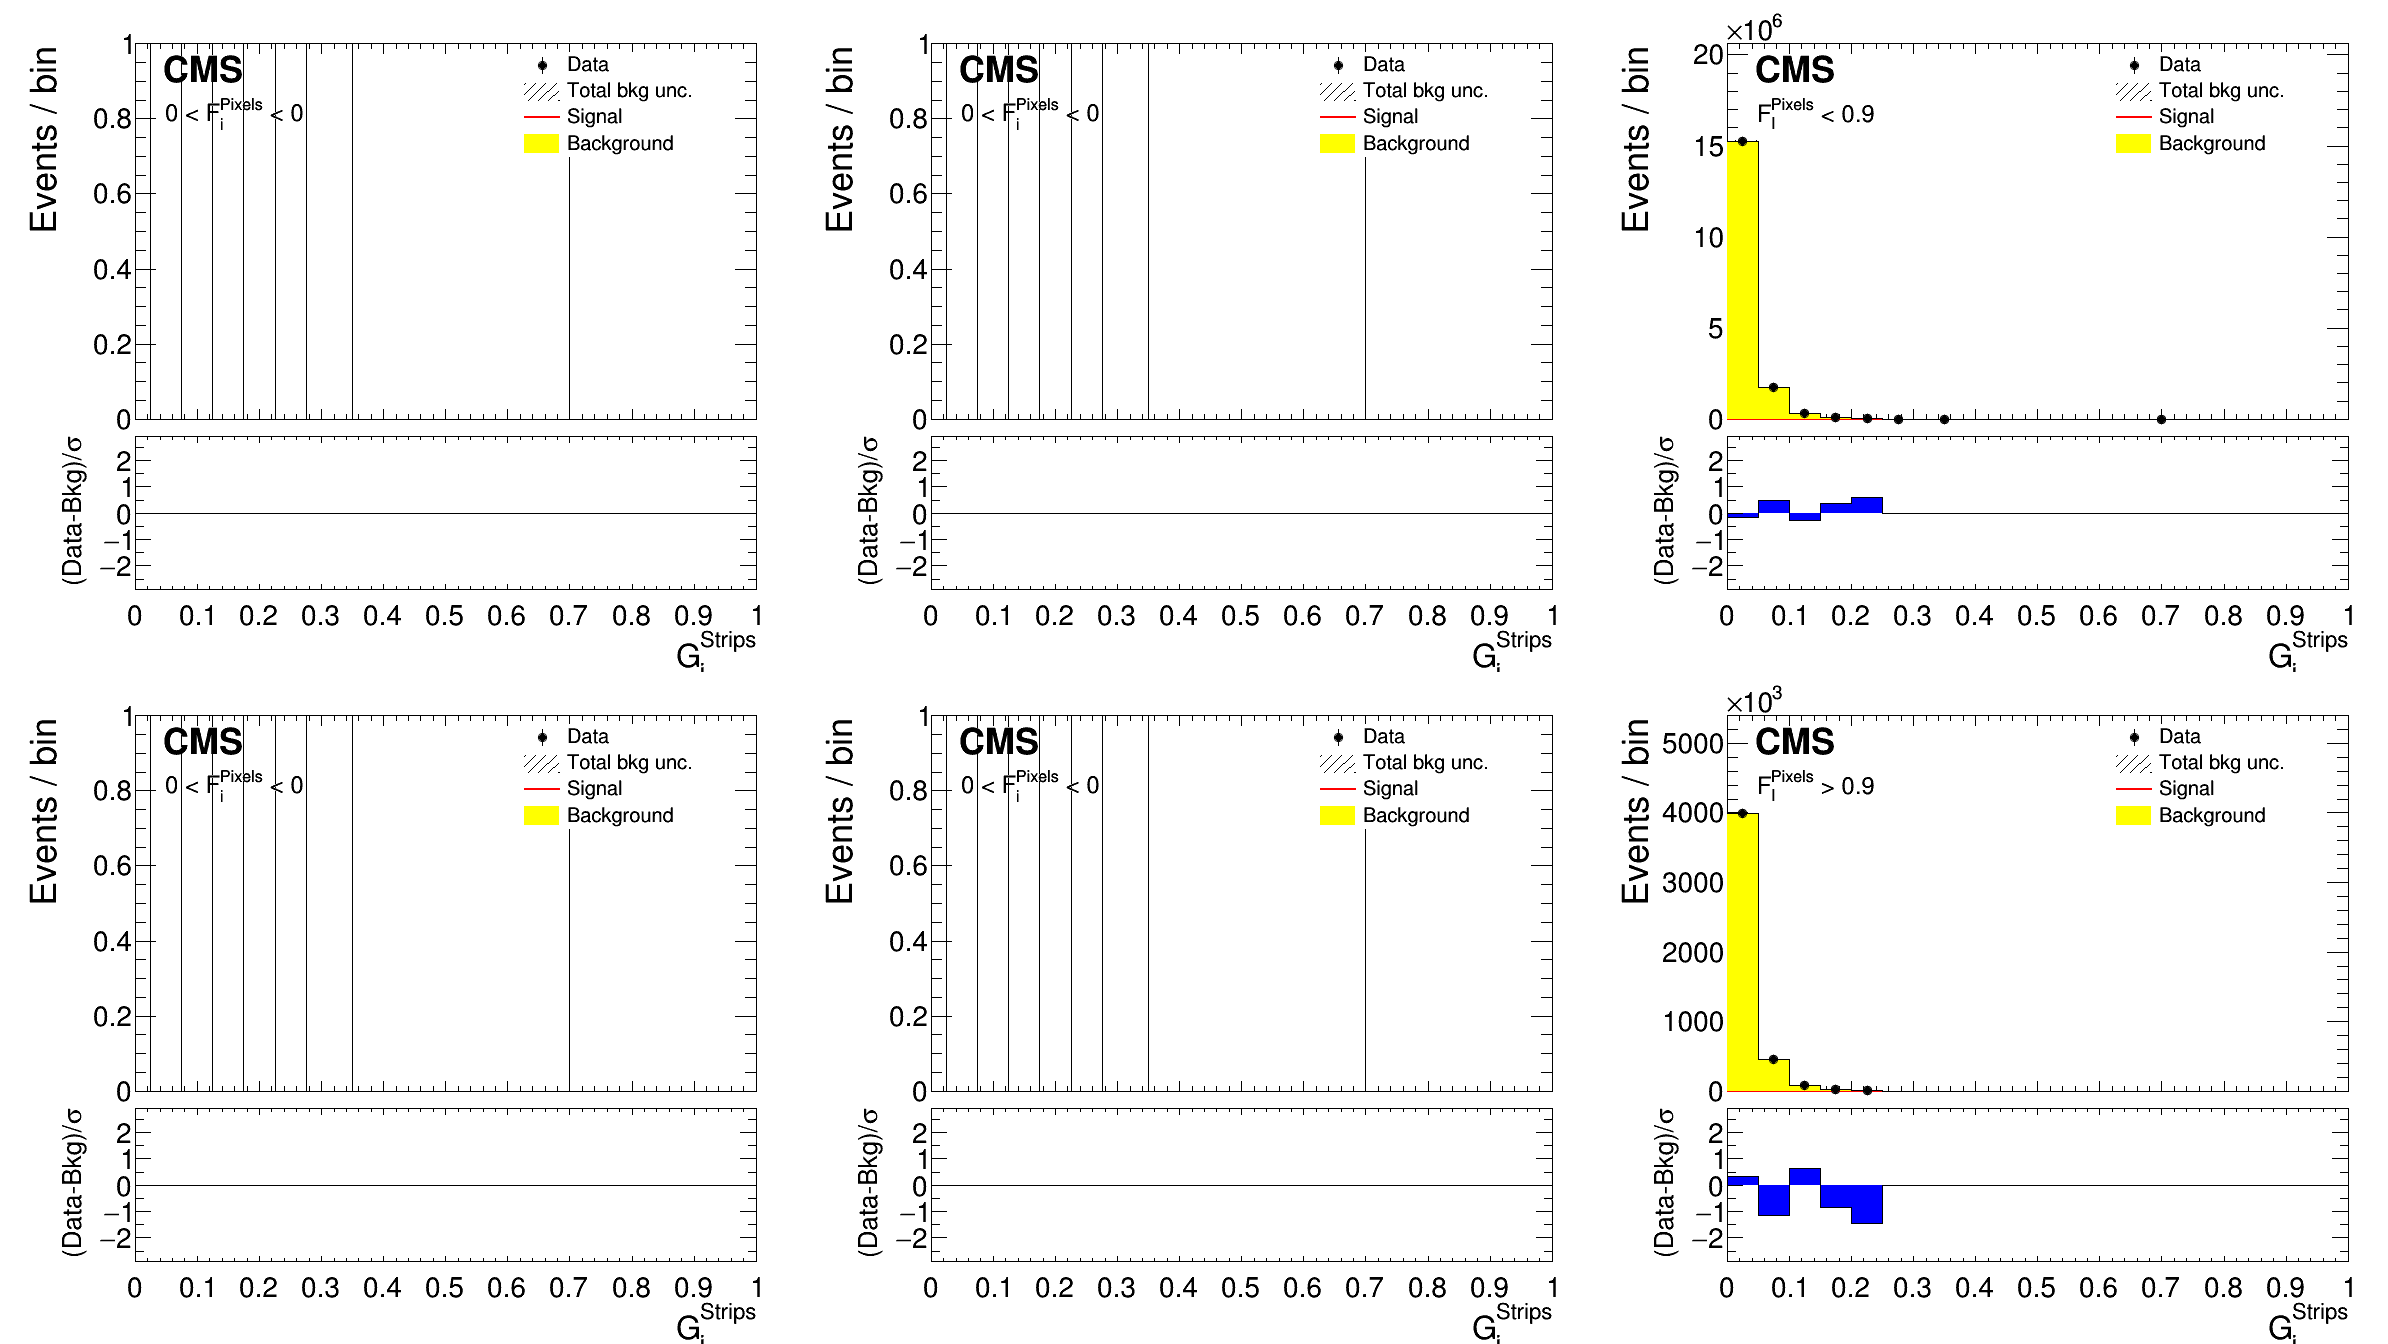 Events / bin
1
0.8
0.6
0.4
0.2
0
CMS
0 < F_i^Pixels < 0
Data
Total bkg unc.
Signal
Background
(Data-Bkg)/σ
2
1
0
−1
−2
0 0.1 0.2 0.3 0.4 0.5 0.6 0.7 0.8 0.9 1
G_i^Strips
Events / bin
1
0.8
0.6
0.4
0.2
0
CMS
0 < F_i^Pixels < 0
Data
Total bkg unc.
Signal
Background
(Data-Bkg)/σ
2
1
0
−1
−2
0 0.1 0.2 0.3 0.4 0.5 0.6 0.7 0.8 0.9 1
G_i^Strips
×10^6
Events / bin
20
15
10
5
0
CMS
F_i^Pixels < 0.9
Data
Total bkg unc.
Signal
Background
(Data-Bkg)/σ
2
1
0
−1
−2
0 0.1 0.2 0.3 0.4 0.5 0.6 0.7 0.8 0.9 1
G_i^Strips
Events / bin
1
0.8
0.6
0.4
0.2
0
CMS
0 < F_i^Pixels < 0
Data
Total bkg unc.
Signal
Background
(Data-Bkg)/σ
2
1
0
−1
−2
0 0.1 0.2 0.3 0.4 0.5 0.6 0.7 0.8 0.9 1
G_i^Strips
Events / bin
1
0.8
0.6
0.4
0.2
0
CMS
0 < F_i^Pixels < 0
Data
Total bkg unc.
Signal
Background
(Data-Bkg)/σ
2
1
0
−1
−2
0 0.1 0.2 0.3 0.4 0.5 0.6 0.7 0.8 0.9 1
G_i^Strips
×10^3
Events / bin
5000
4000
3000
2000
1000
0
CMS
F_i^Pixels > 0.9
Data
Total bkg unc.
Signal
Background
(Data-Bkg)/σ
2
1
0
−1
−2
0 0.1 0.2 0.3 0.4 0.5 0.6 0.7 0.8 0.9 1
G_i^Strips